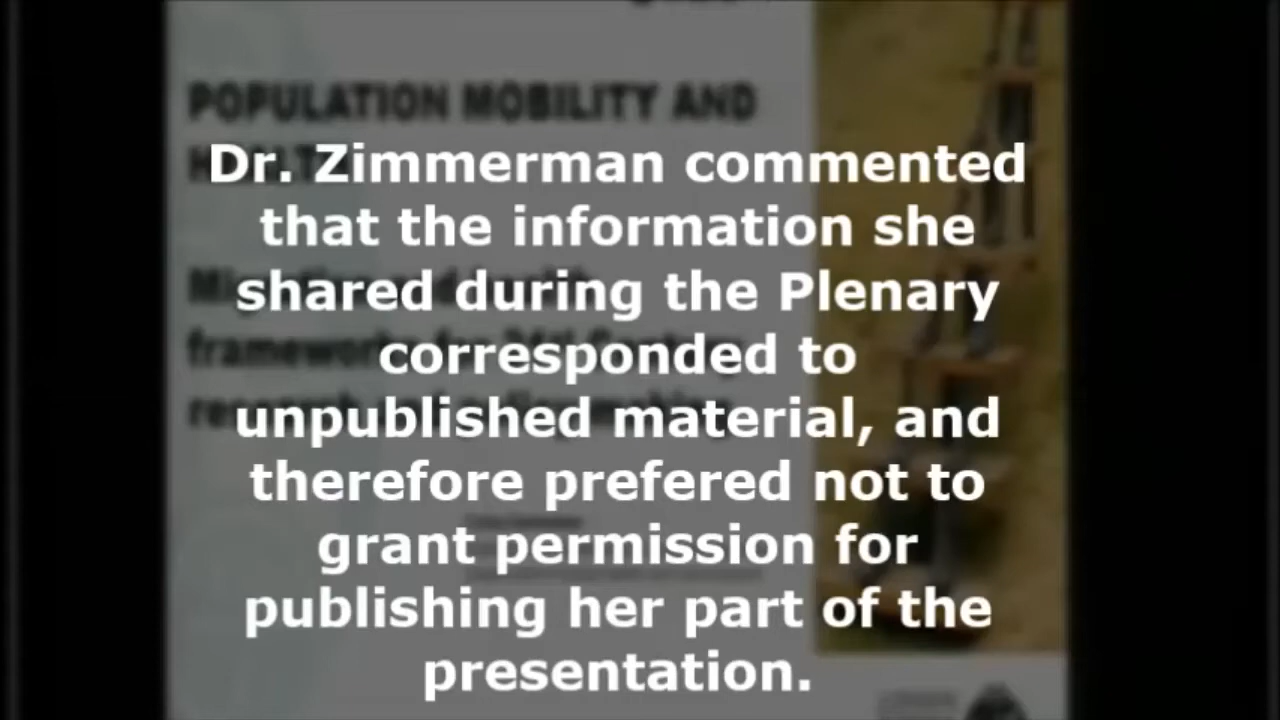 POPULATION MOBILITY AND
Dr. Zimmerman commented
that the information she
shared during the Plenary
corresponded to
unpublished material, and
therefore prefered not to
grant permission for
publishing her part of the
presentation.